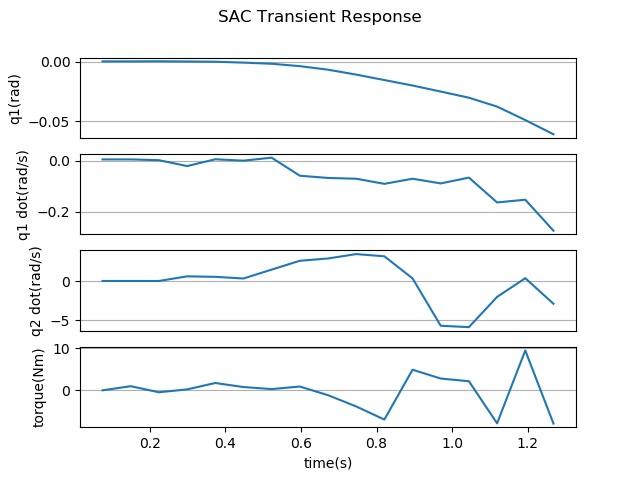 SAC Transient Response
0.00
−0.05
q1(rad)
0.0
−0.2
q1 dot(rad/s)
0
−5
q2 dot(rad/s)
10
0
torque(Nm)
0.2 0.4 0.6 0.8 1.0 1.2
time(s)